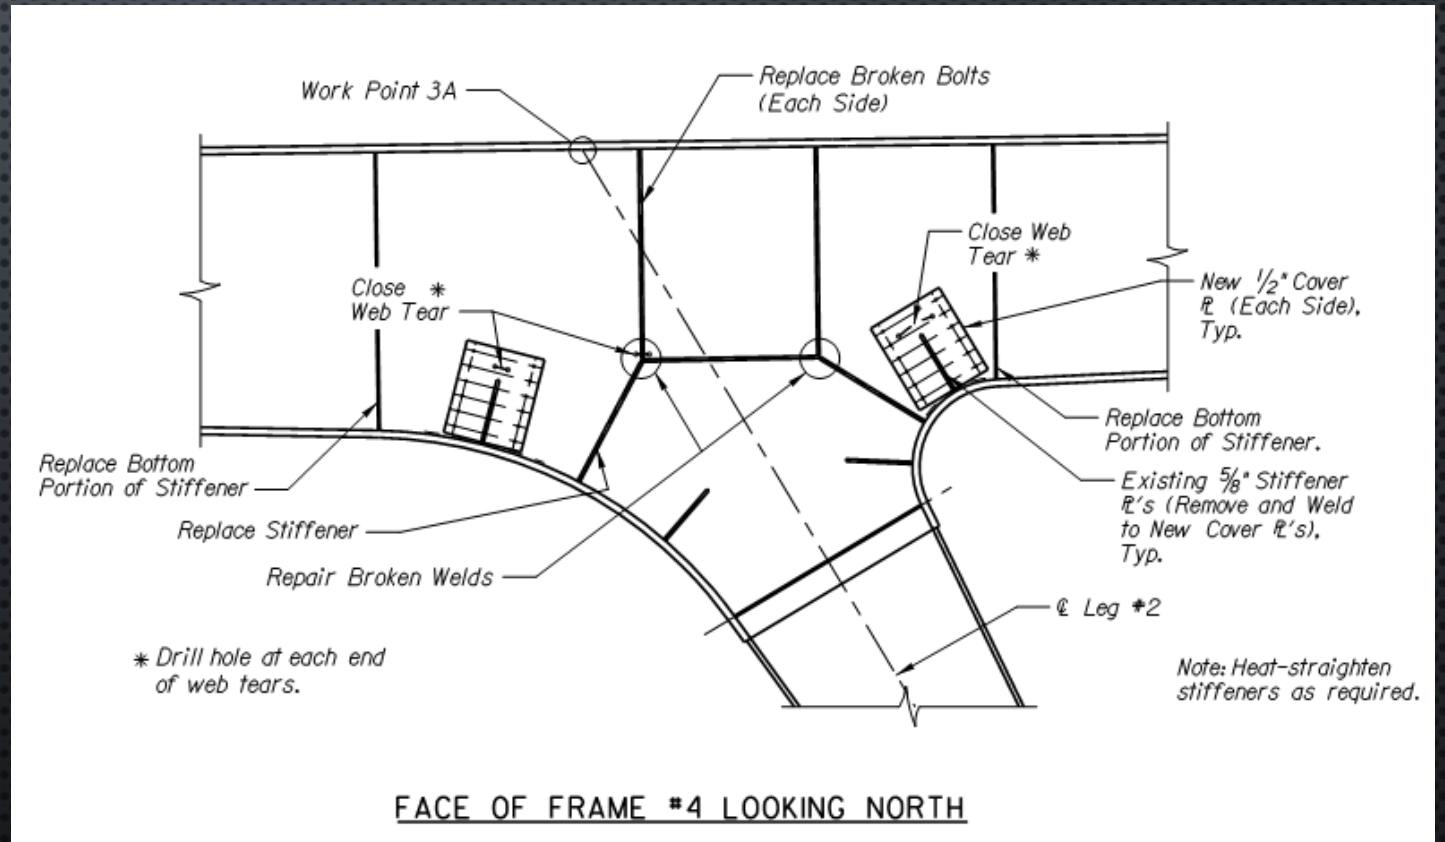 Work Point 3A
Replace Broken Bolts
(Each Side)
Close Web
Tear *
Close *
Web Tear
New 1/2" Cover
℄ (Each Side),
Typ.
Replace Bottom
Portion of Stiffener.
Replace Bottom
Portion of Stiffener
Existing 5/8" Stiffener
℄'s (Remove and Weld
to New Cover ℄'s),
Typ.
Replace Stiffener
Repair Broken Welds
℄ Leg #2
* Drill hole at each end
of web tears.
Note: Heat-straighten
stiffeners as required.
FACE OF FRAME #4 LOOKING NORTH